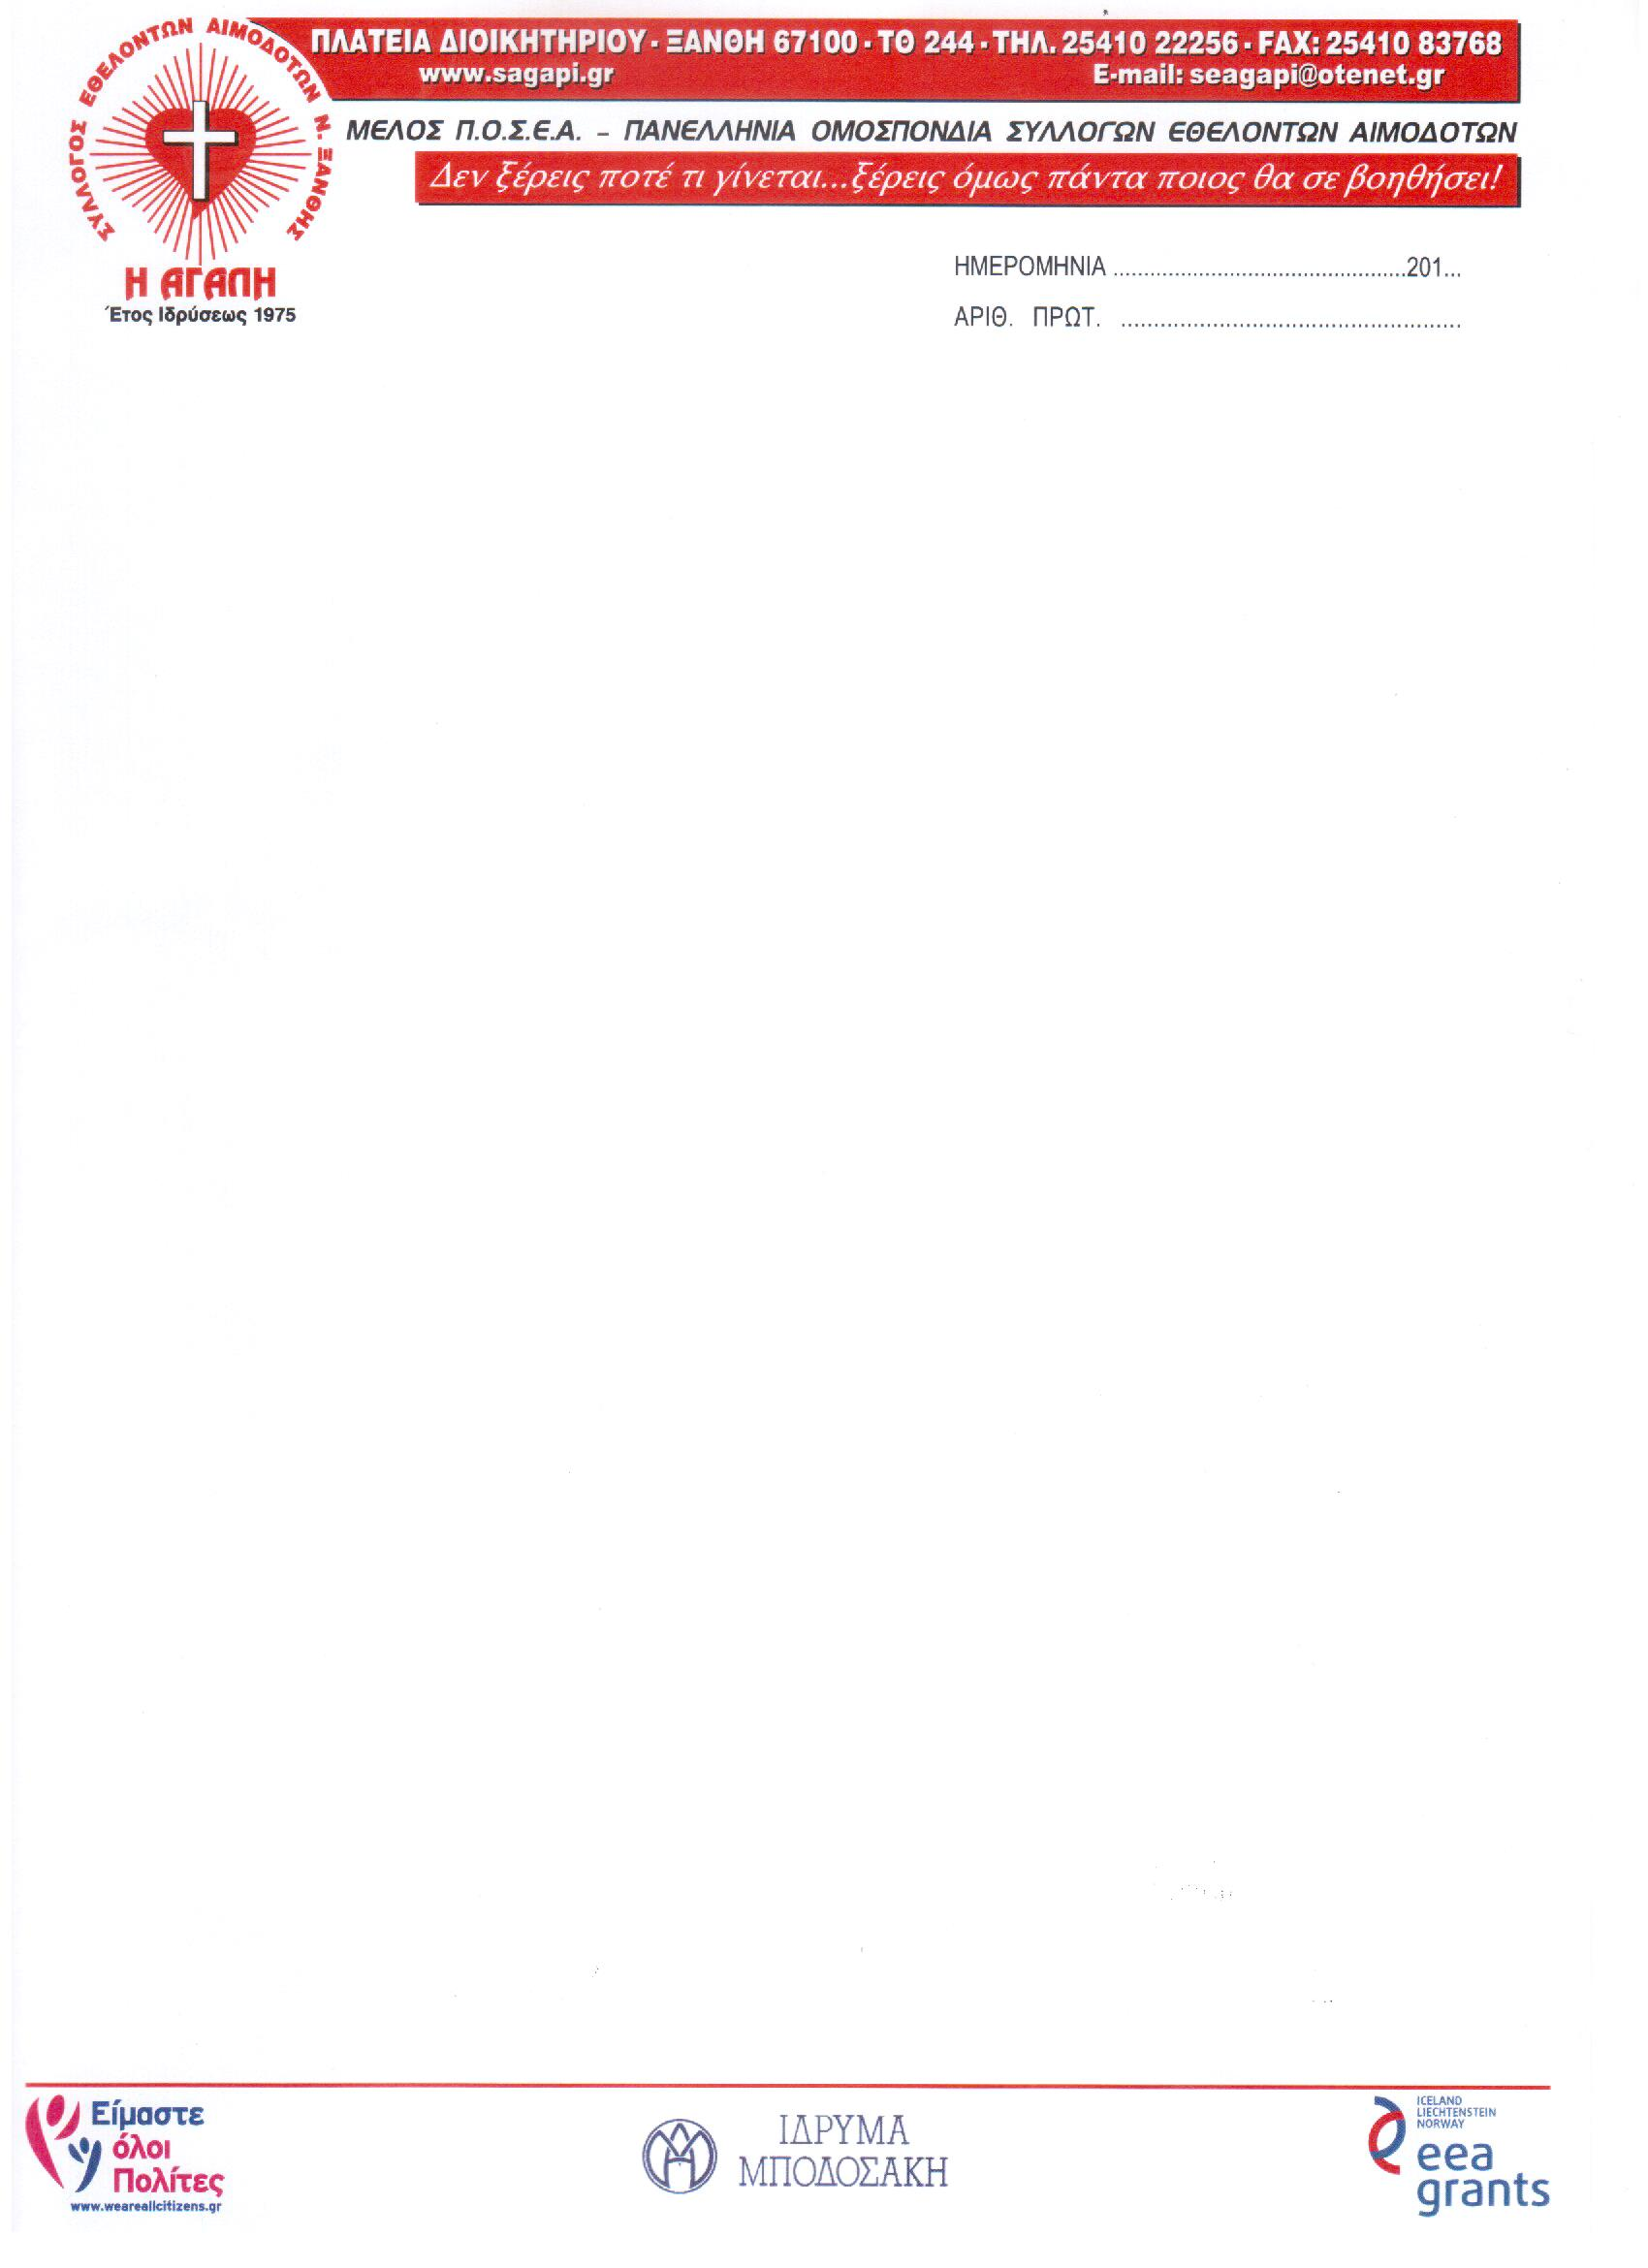 ΣΥΛΛΟΓΟΣ ΕΘΕΛΟΝΤΩΝ ΑΙΜΟΔΟΤΩΝ Ν. ΞΑΝΘΗΣ
Η ΑΓΑΠΗ
Έτος Ιδρύσεως 1975
ΠΛΑΤΕΙΑ ΔΙΟΙΚΗΤΗΡΙΟΥ - ΞΑΝΘΗ 67100 - ΤΘ 244 - ΤΗΛ. 25410 22256 - FAX: 25410 83768
www.sagapi.gr E-mail: seagapi@otenet.gr
ΜΕΛΟΣ Π.Ο.Σ.Ε.Α. – ΠΑΝΕΛΛΗΝΙΑ ΟΜΟΣΠΟΝΔΙΑ ΣΥΛΛΟΓΩΝ ΕΘΕΛΟΝΤΩΝ ΑΙΜΟΔΟΤΩΝ
Δεν ξέρεις ποτέ τι γίνεται...ξέρεις όμως πάντα ποιος θα σε βοηθήσει!
ΗΜΕΡΟΜΗΝΙΑ ................................................201...
ΑΡΙΘ. ΠΡΩΤ. ....................................................
Είμαστε
όλοι
Πολίτες
www.weareallcitizens.gr
ΙΔΡΥΜΑ
ΜΠΟΔΟΣΑΚΗ
ICELAND
LIECHTENSTEIN
NORWAY
eea
grants